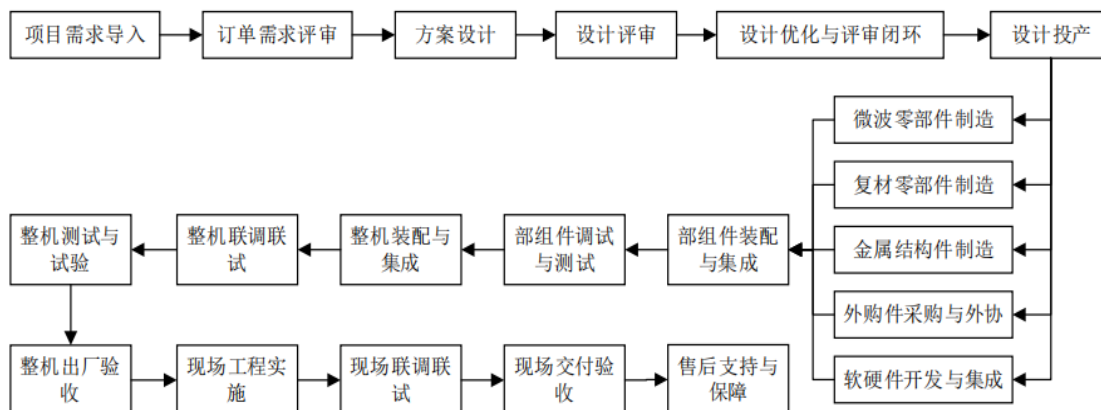 项目需求导入
订单需求评审
方案设计
设计评审
设计优化与评审闭环
设计投产
微波零部件制造
复材零部件制造
金属结构件制造
外购件采购与外协
软硬件开发与集成
部组件装配
与集成
部组件调试
与测试
整机装配与
集成
整机联调联
试
整机测试与
试验
整机出厂验
收
现场工程实
施
现场联调联
试
现场交付验
收
售后支持与
保障